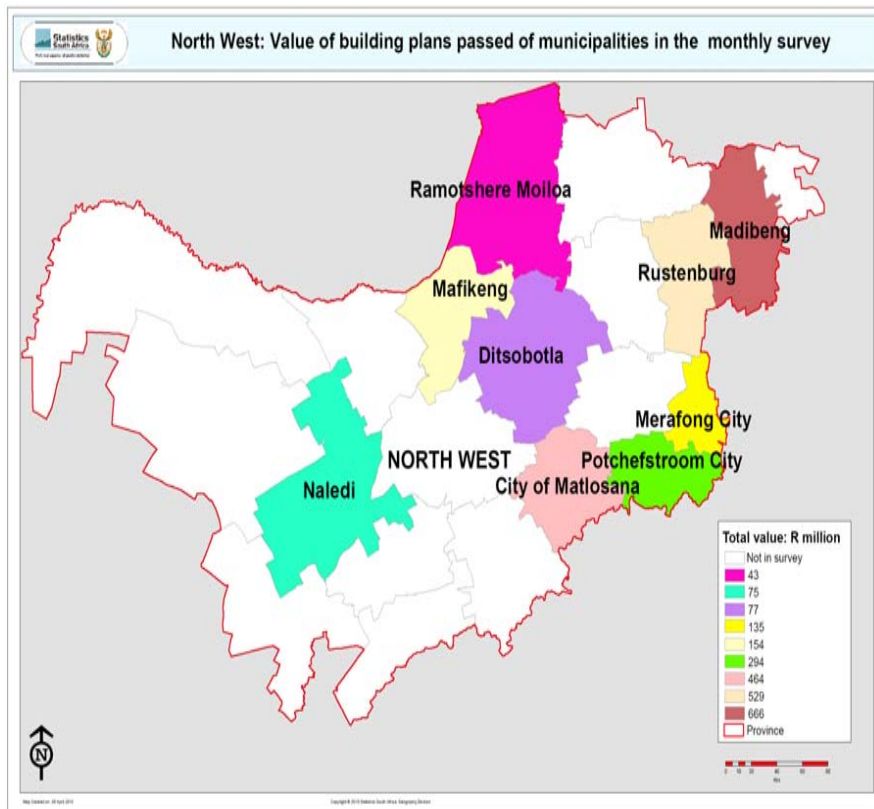 Statistics
South Africa
North West: Value of building plans passed of municipalities in the monthly survey
Ramotshere Moiloa
Madibeng
Rustenburg
Mafikeng
Ditsobotla
Merafong City
NORTH WEST
Potchefstroom City
City of Matlosana
Naledi
Total value: R million
Not in survey
43
75
77
135
154
294
464
529
666
Province
N